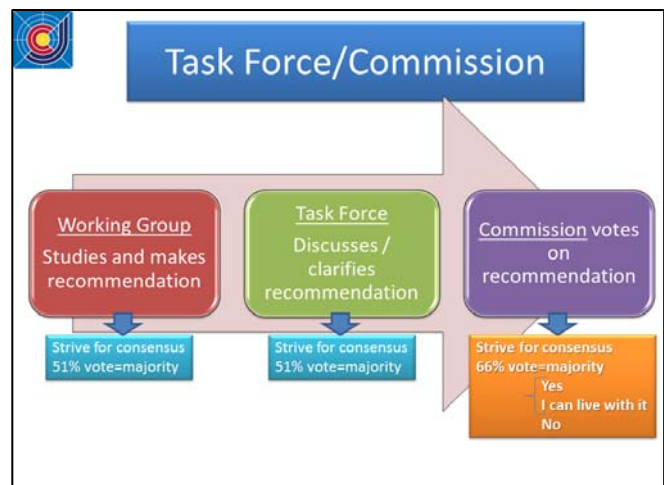 Task Force/Commission
Working Group
Studies and makes
recommendation
Strive for consensus
51% vote=majority
Task Force
Discusses /
clarifies
recommendation
Strive for consensus
51% vote=majority
Commission votes
on
recommendation
Strive for consensus
66% vote=majority
Yes
I can live with it
No